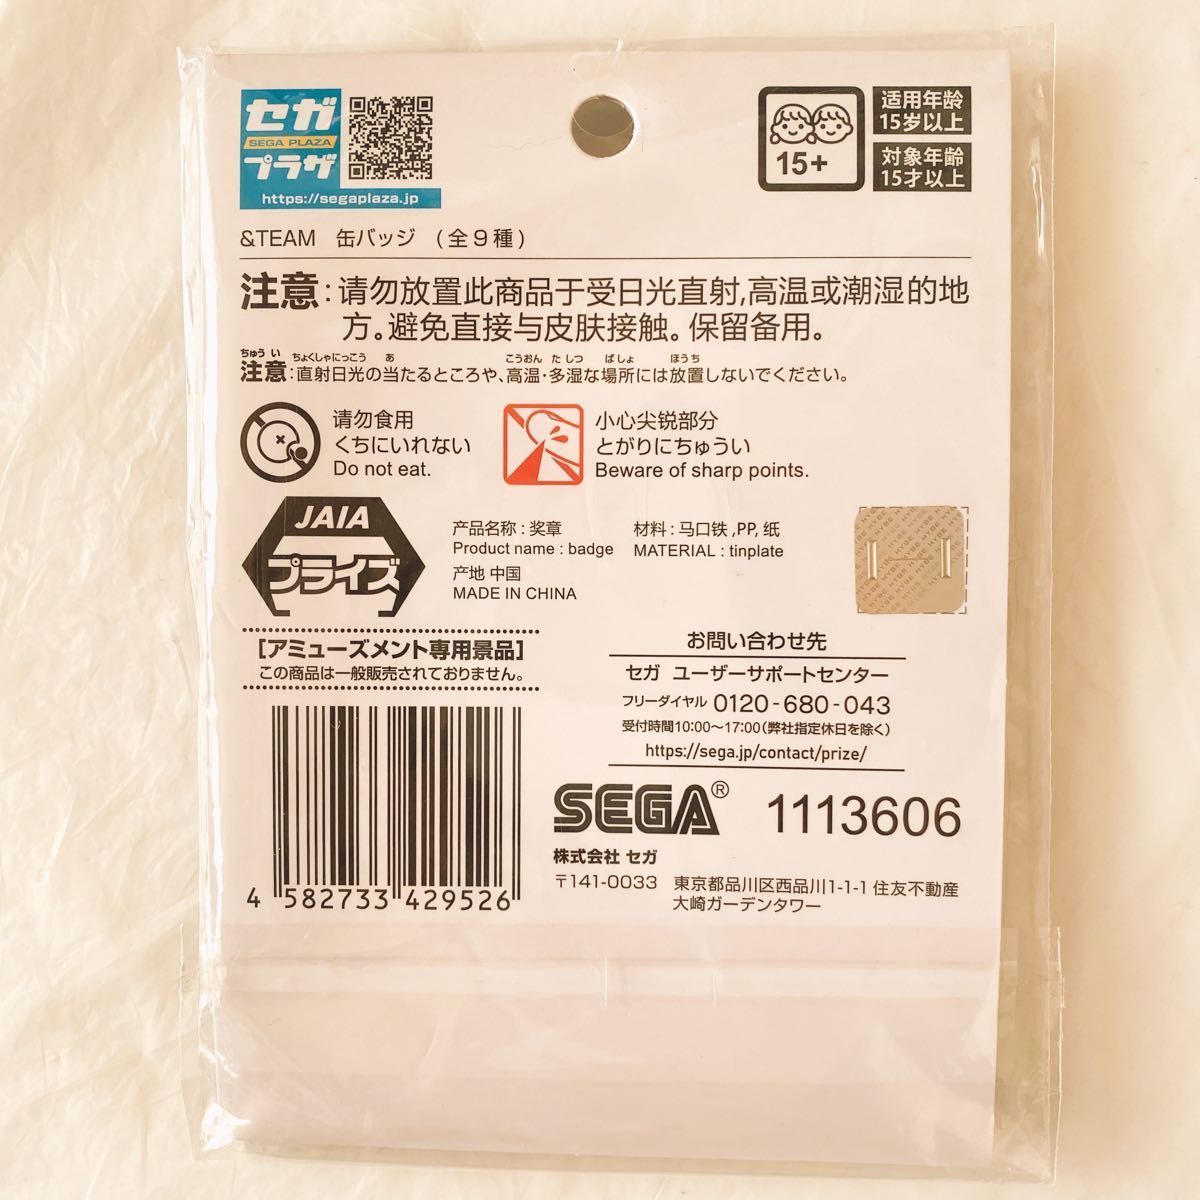 セガ
SEGA PLAZA
プラザ
https://segaplaza.jp
15+
适用年龄
15岁以上
対象年齢
15才以上
&TEAM 缶バッジ (全9種)
注意:请勿放置此商品于受日光直射,高温或潮湿的地
方。避免直接与皮肤接触。保留备用。
ちゅう い ちょくしゃにっこう あ こうおん たしつ ばしょ ほうち
注意:直射日光の当たるところや、高温・多湿な場所には放置しないでください。
请勿食用
くちにいれない
Do not eat.
小心尖锐部分
とがりにちゅうい
Beware of sharp points.
JAIA
プライズ
产品名称 : 奖章
Product name : badge
产地 中国
MADE IN CHINA
材料 : 马口铁 ,PP, 纸
MATERIAL : tinplate
HYBE HYBE HYBE
[アミューズメント専用景品]
この商品は一般販売されておりません。
お問い合わせ先
セガ ユーザーサポートセンター
フリーダイヤル 0120-680-043
受付時間10:00〜17:00(弊社指定休日を除く)
https://sega.jp/contact/prize/
4 582733 429526
SEGA® 1113606
株式会社 セガ
〒141-0033 東京都品川区西品川1-1-1 住友不動産
大崎ガーデンタワー